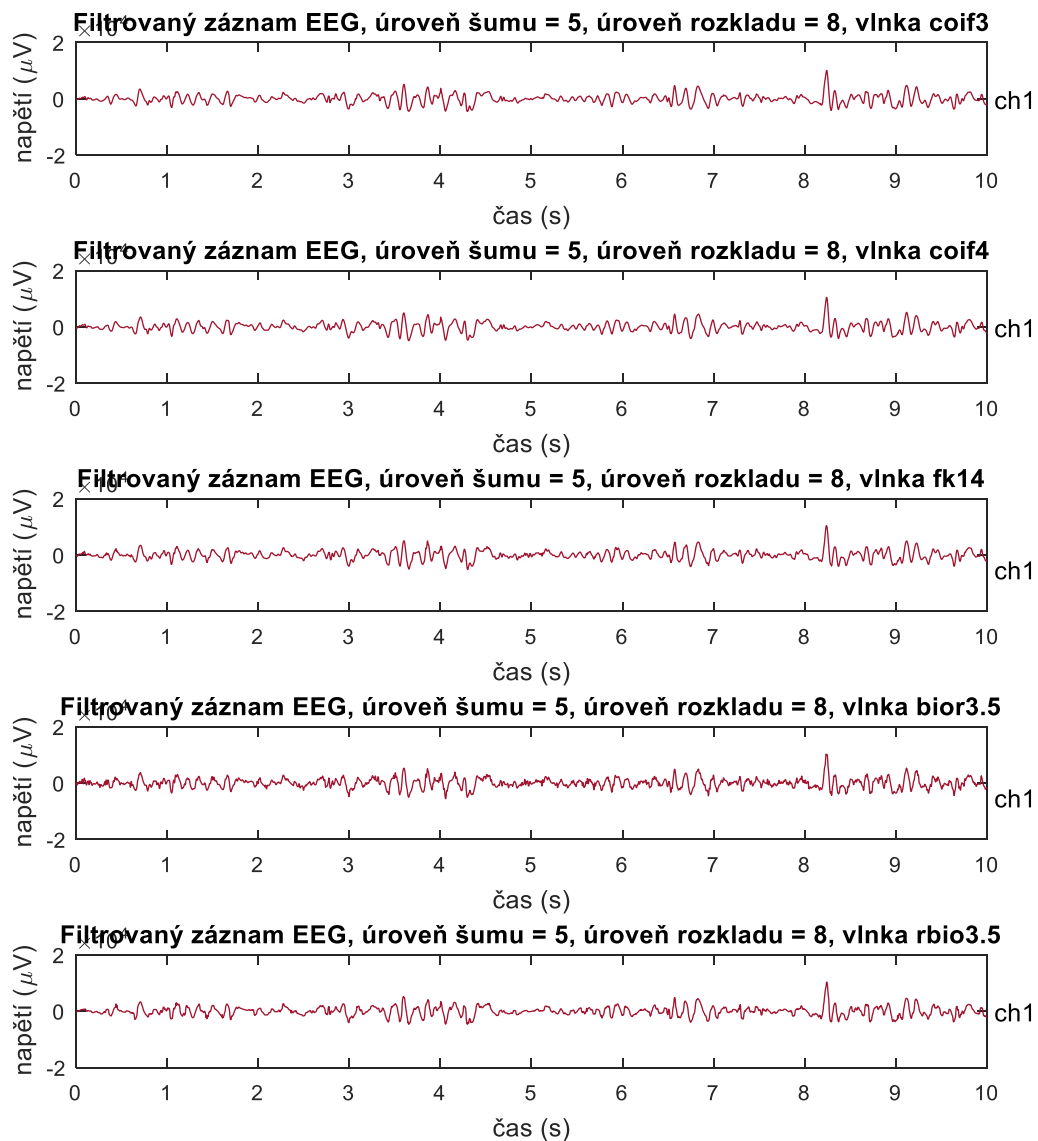 Filtrovaný záznam EEG, úroveň šumu = 5, úroveň rozkladu = 8, vlnka coif3
×10⁴
napětí (μV)
2
0
-2
ch1
0 1 2 3 4 5 6 7 8 9 10
čas (s)
Filtrovaný záznam EEG, úroveň šumu = 5, úroveň rozkladu = 8, vlnka coif4
×10⁴
napětí (μV)
2
0
-2
ch1
0 1 2 3 4 5 6 7 8 9 10
čas (s)
Filtrovaný záznam EEG, úroveň šumu = 5, úroveň rozkladu = 8, vlnka fk14
×10⁴
napětí (μV)
2
0
-2
ch1
0 1 2 3 4 5 6 7 8 9 10
čas (s)
Filtrovaný záznam EEG, úroveň šumu = 5, úroveň rozkladu = 8, vlnka bior3.5
×10⁴
napětí (μV)
2
0
-2
ch1
0 1 2 3 4 5 6 7 8 9 10
čas (s)
Filtrovaný záznam EEG, úroveň šumu = 5, úroveň rozkladu = 8, vlnka rbio3.5
×10⁴
napětí (μV)
2
0
-2
ch1
0 1 2 3 4 5 6 7 8 9 10
čas (s)